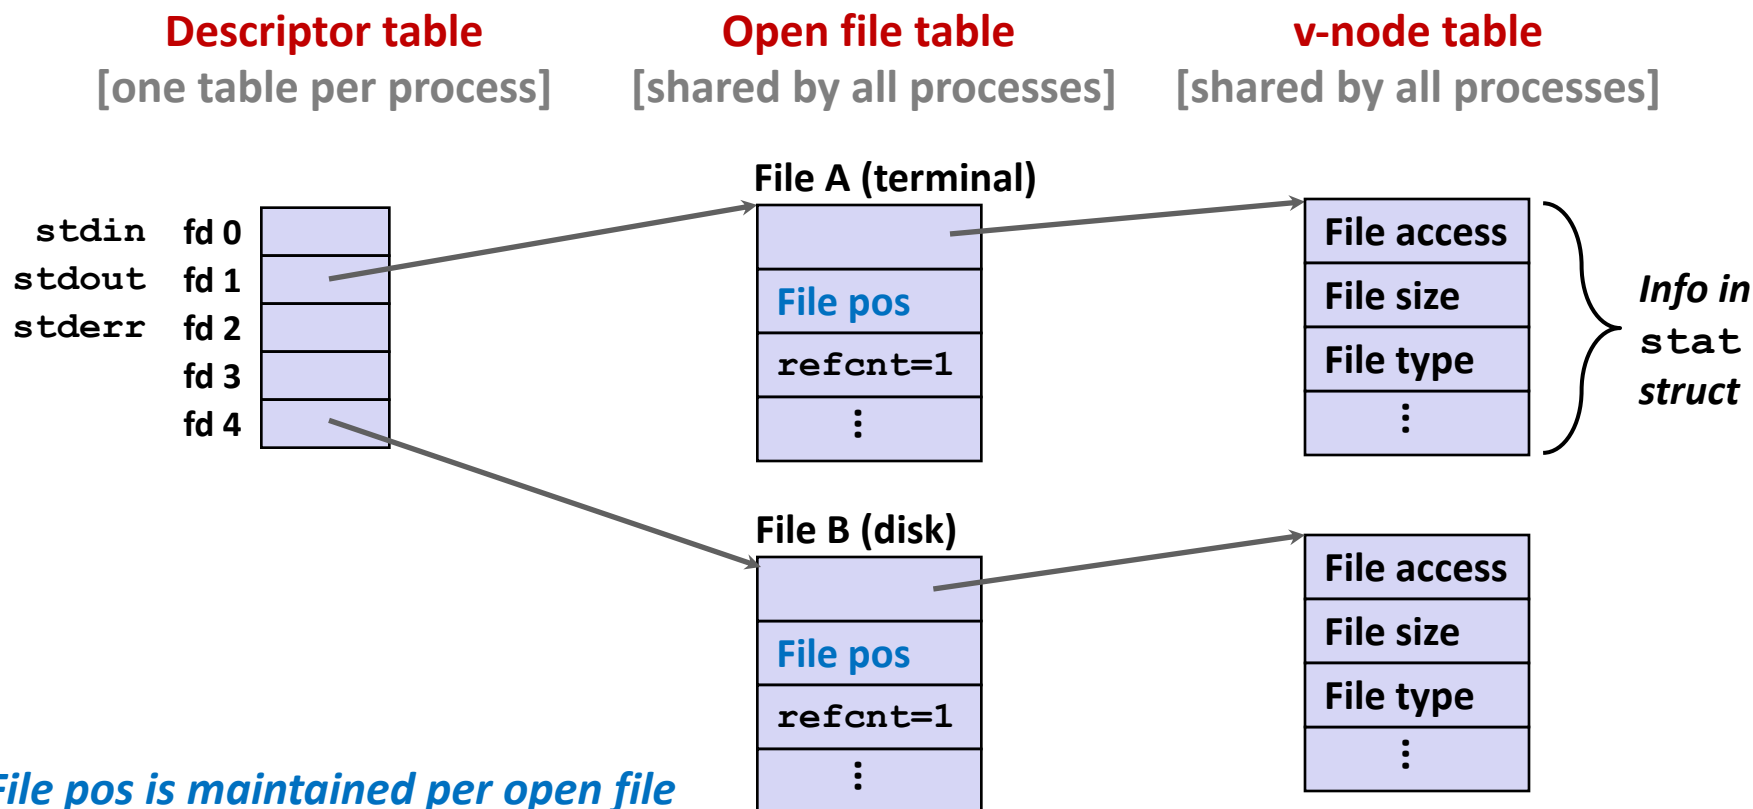 Descriptor table
[one table per process]
Open file table
[shared by all processes]
v-node table
[shared by all processes]
stdin fd 0
stdout fd 1
stderr fd 2
fd 3
fd 4
File A (terminal)
File pos
refcnt=1
⋮
File access
File size
File type
⋮
Info in
stat
struct
File B (disk)
File pos
refcnt=1
⋮
File access
File size
File type
⋮
File pos is maintained per open file